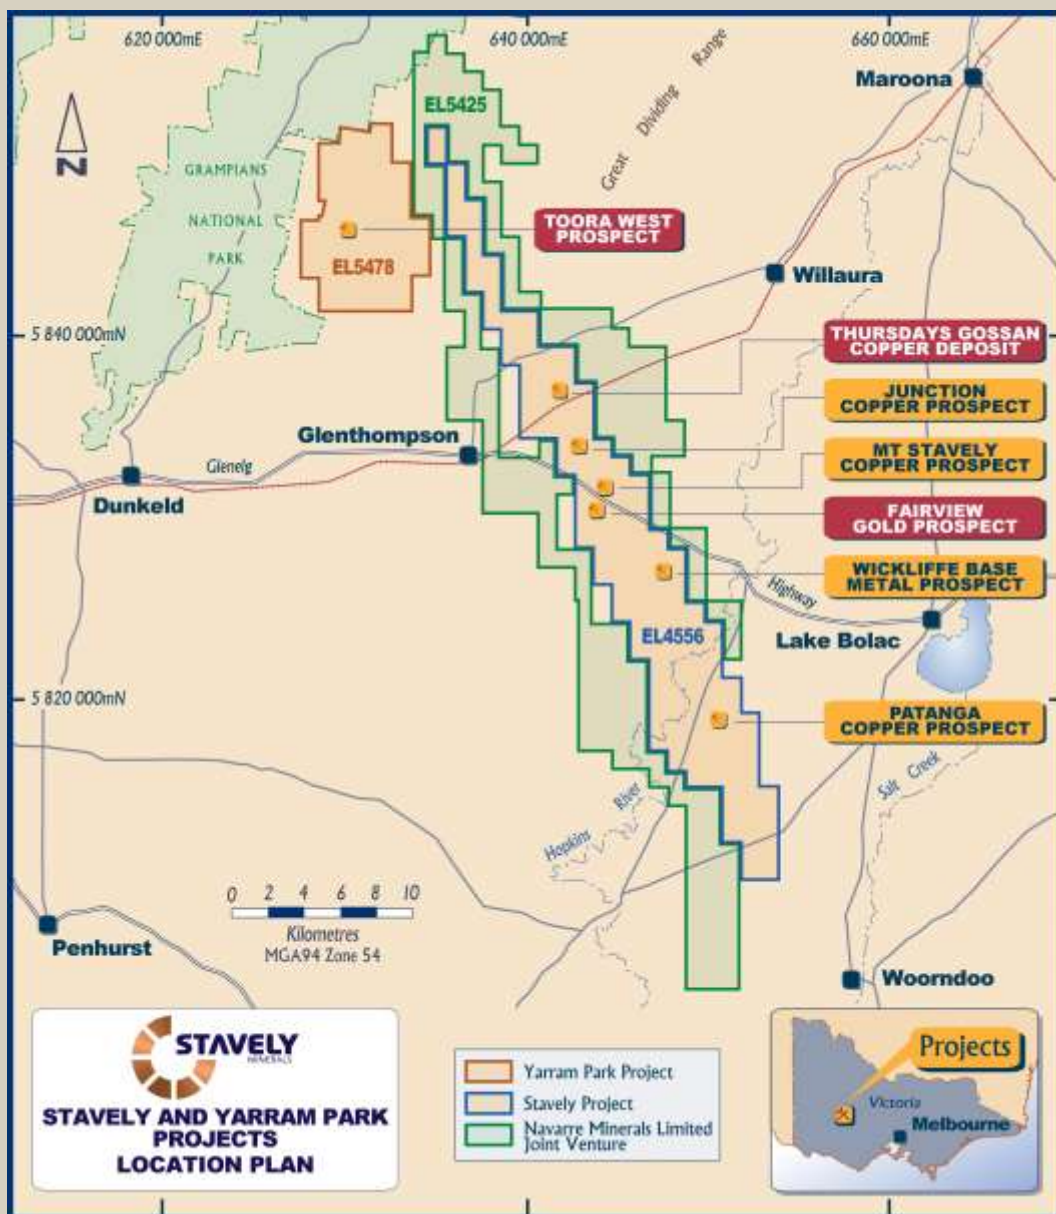 620 000mE
640 000mE
660 000mE
Maroona
EL5425
Great Dividing Range
N
GRAMPIANS
NATIONAL
PARK
TOORA WEST
PROSPECT
EL5478
Willaura
5 840 000mN
THURSDAYS GOSSAN
COPPER DEPOSIT
JUNCTION
COPPER PROSPECT
Glenthompson
MT STAVELY
COPPER PROSPECT
Glenelg
Dunkeld
FAIRVIEW
GOLD PROSPECT
WICKLIFFE BASE
METAL PROSPECT
Highway
EL4556
Lake Bolac
5 820 000mN
PATANGA
COPPER PROSPECT
Salt Creek
Hopkins River
0 2 4 6 8 10
Kilometres
MGA94 Zone 54
Penhurst
Woorndoo
STAVELY
MINERALS
STAVELY AND YARRAM PARK
PROJECTS
LOCATION PLAN
Yarram Park Project
Stavely Project
Navarre Minerals Limited
Joint Venture
Projects
Victoria
Melbourne